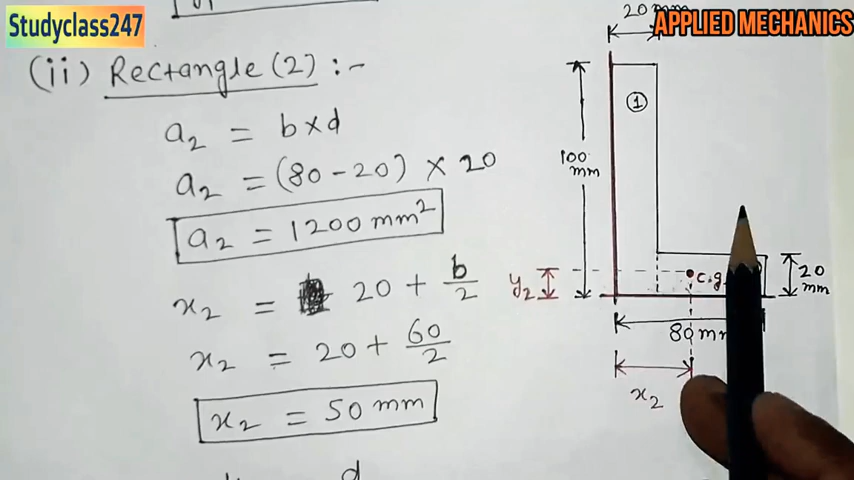 Studyclass247
APPLIED MECHANICS
(ii) Rectangle (2) :-
a₂ = b×d
a₂ = (80 - 20) × 20
a₂ = 1200 mm²
x₂ = 20 + b/2
x₂ = 20 + 60/2
x₂ = 50 mm
d
20 mm
①
100
mm
y₂
c.g.
20
mm
80 m
x₂